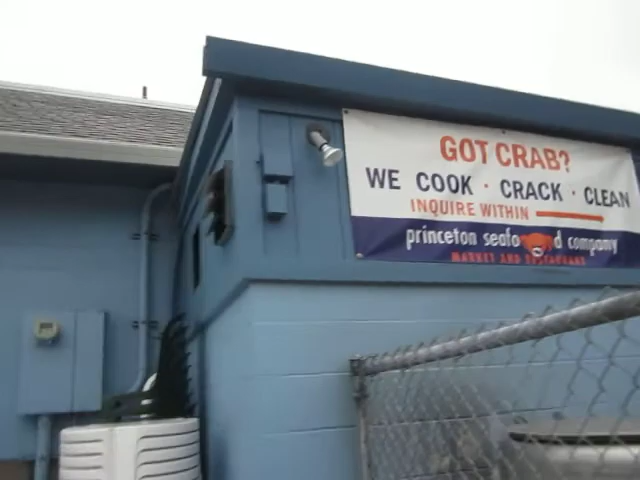 GOT CRAB?
WE COOK · CRACK · CLEAN
INQUIRE WITHIN
princeton seafood company
MARKET AND RESTAURANT